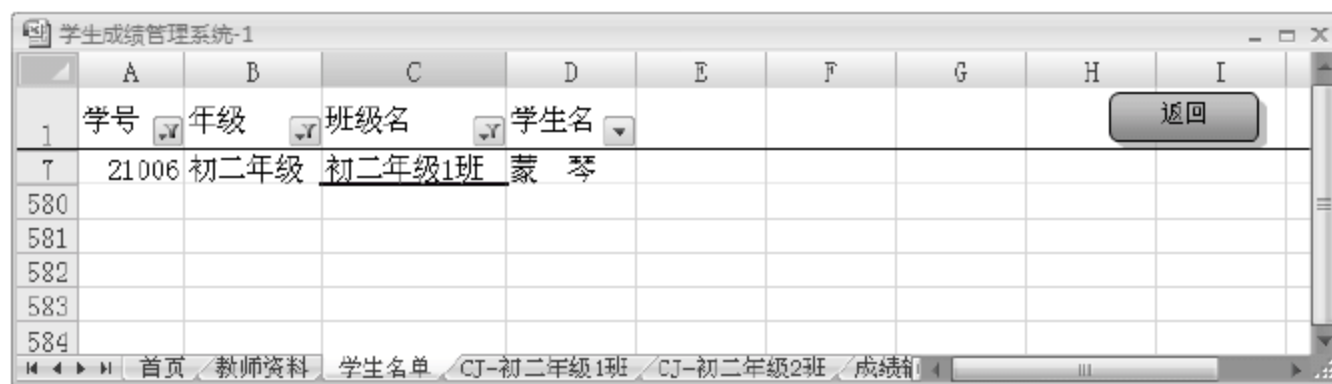 学生成绩管理系统-1
A B C D E F G H I
1 学号 年级 班级名 学生名 返回
7 21006 初二年级 初二年级1班 蒙 琴
580
581
582
583
584
首页 教师资料 学生名单 CJ-初二年级1班 CJ-初二年级2班 成绩